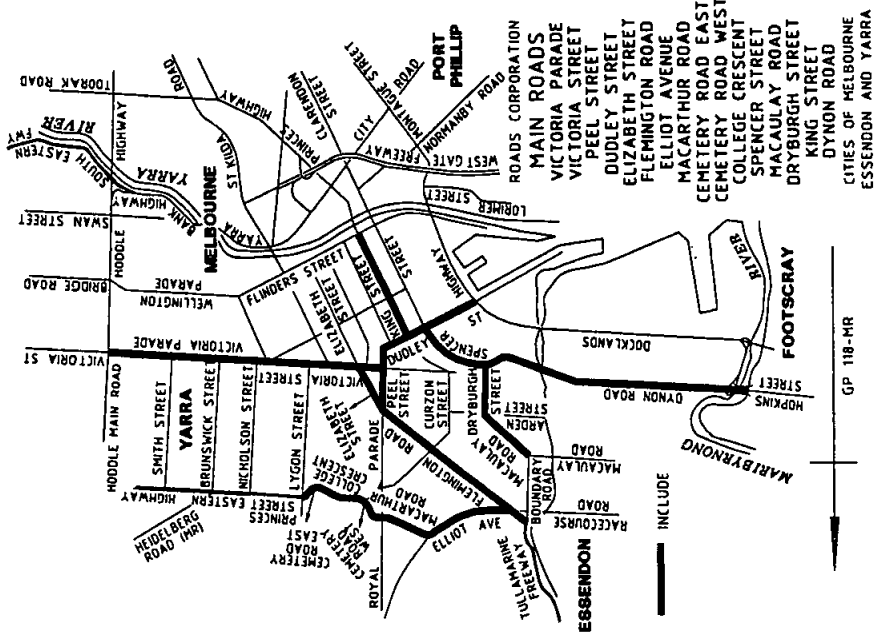 TOORAK ROAD
HIGHWAY
SOUTH EASTERN FWY
YARRA RIVER
SWAN STREET
HIGHWAY
BANK
BRIDGE ROAD
HODDLE
WELLINGTON PARADE
MELBOURNE
YARRA
ST KILDA ROAD
PRINCES HIGHWAY
CLARENDON STREET
CITY ROAD
MONTAGUE STREET
NORMANBY ROAD
PORT PHILLIP
WEST GATE FREEWAY
LORIMER STREET
FLINDERS STREET
ELIZABETH STREET
KING STREET
STREET
HIGHWAY
VICTORIA ST
VICTORIA PARADE
VICTORIA STREET
DUDLEY ST
SPENCER
HODDLE MAIN ROAD
SMITH STREET
YARRA
BRUNSWICK STREET
NICHOLSON STREET
LYGON STREET
ELIZABETH STREET
PEEL STREET
CURZON STREET
DRYBURGH STREET
ARDEN STREET
MACAULAY ROAD
MACAULAY ROAD
DOCKLANDS
DYNON ROAD
HOPKINS STREET
FOOTSCRAY
RIVER
MARIBYRNONG
HEIDELBERG ROAD (MR)
EASTERN HIGHWAY
PRINCES STREET
CEMETERY ROAD EAST
CEMETERY ROAD WEST
COLLEGE CRESCENT
MACARTHUR ROAD
ROYAL PARADE
FLEMINGTON ROAD
ELLIOT AVE
BOUNDARY ROAD
RACECOURSE ROAD
TULLAMARINE FREEWAY
ESSENDON
INCLUDE
ROADS CORPORATION
MAIN ROADS
VICTORIA PARADE
VICTORIA STREET
PEEL STREET
DUDLEY STREET
ELIZABETH STREET
FLEMINGTON ROAD
ELLIOT AVENUE
MACARTHUR ROAD
CEMETERY ROAD EAST
CEMETERY ROAD WEST
COLLEGE CRESCENT
SPENCER STREET
MACAULAY ROAD
DRYBURGH STREET
KING STREET
DYNON ROAD
CITIES OF MELBOURNE
ESSENDON AND YARRA
GP 118-MR